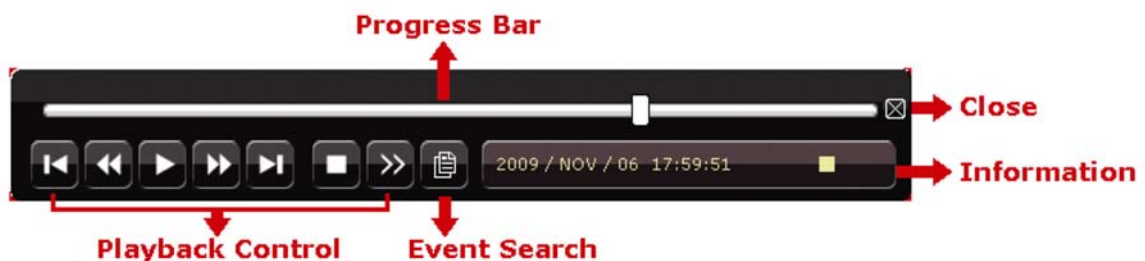 Progress Bar
Close
2009 / NOV / 06 17:59:51
Information
Playback Control
Event Search